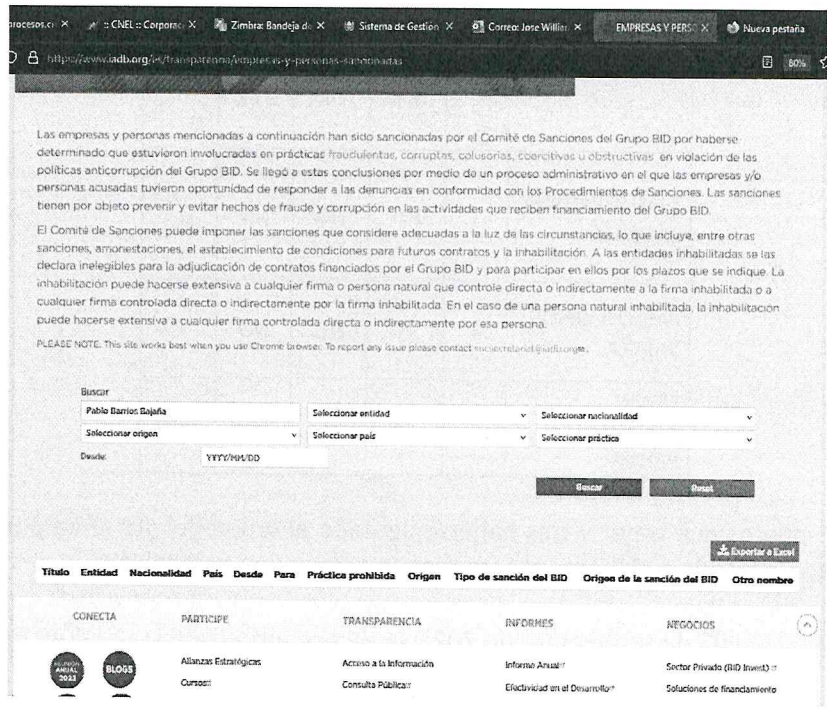 procesos.ci × :: CNEL :: Corporac × Zimbra: Bandeja de × Sistema de Gestion × Correo: Jose Willian × EMPRESAS Y PERSO × Nueva pestaña
https://www.iadb.org/es/transparencia/empresas-y-personas-sancionadas 80%
Las empresas y personas mencionadas a continuación han sido sancionadas por el Comité de Sanciones del Grupo BID por haberse
determinado que estuvieron involucradas en prácticas fraudulentas, corruptas, colusorias, coercitivas u obstructivas en violación de las
políticas anticorrupción del Grupo BID. Se llegó a estas conclusiones por medio de un proceso administrativo en el que las empresas y/o
personas acusadas tuvieron oportunidad de responder a las denuncias en conformidad con los Procedimientos de Sanciones. Las sanciones
tienen por objeto prevenir y evitar hechos de fraude y corrupción en las actividades que reciben financiamiento del Grupo BID.
El Comité de Sanciones puede imponer las sanciones que considere adecuadas a la luz de las circunstancias, lo que incluye, entre otras
sanciones, amonestaciones, el establecimiento de condiciones para futuros contratos y la inhabilitación. A las entidades inhabilitadas se las
declara inelegibles para la adjudicación de contratos financiados por el Grupo BID y para participar en ellos por los plazos que se indique. La
inhabilitación puede hacerse extensiva a cualquier firma o persona natural que controle directa o indirectamente a la firma inhabilitada o a
cualquier firma controlada directa o indirectamente por la firma inhabilitada. En el caso de una persona natural inhabilitada, la inhabilitación
puede hacerse extensiva a cualquier firma controlada directa o indirectamente por esa persona.
PLEASE NOTE: This site works best when you use Chrome browser. To report any issue please contact
Buscar
Pablo Barrios Bajaña Seleccionar entidad Seleccionar nacionalidad
Seleccionar origen Seleccionar país Seleccionar práctica
Desde: YYYY/MM/DD
Buscar Reset
Exportar a Excel
Título Entidad Nacionalidad País Desde Para Práctica prohibida Origen Tipo de sanción del BID Origen de la sanción del BID Otro nombre
CONECTA PARTICIPE TRANSPARENCIA INFORMES NEGOCIOS
REUNIÓN ANUAL 2023 BLOGS Alianzas Estratégicas Acceso a la Información Informe Anual Sector Privado (BID Invest)
Cursos Consulta Pública Efectividad en el Desarrollo Soluciones de financiamiento